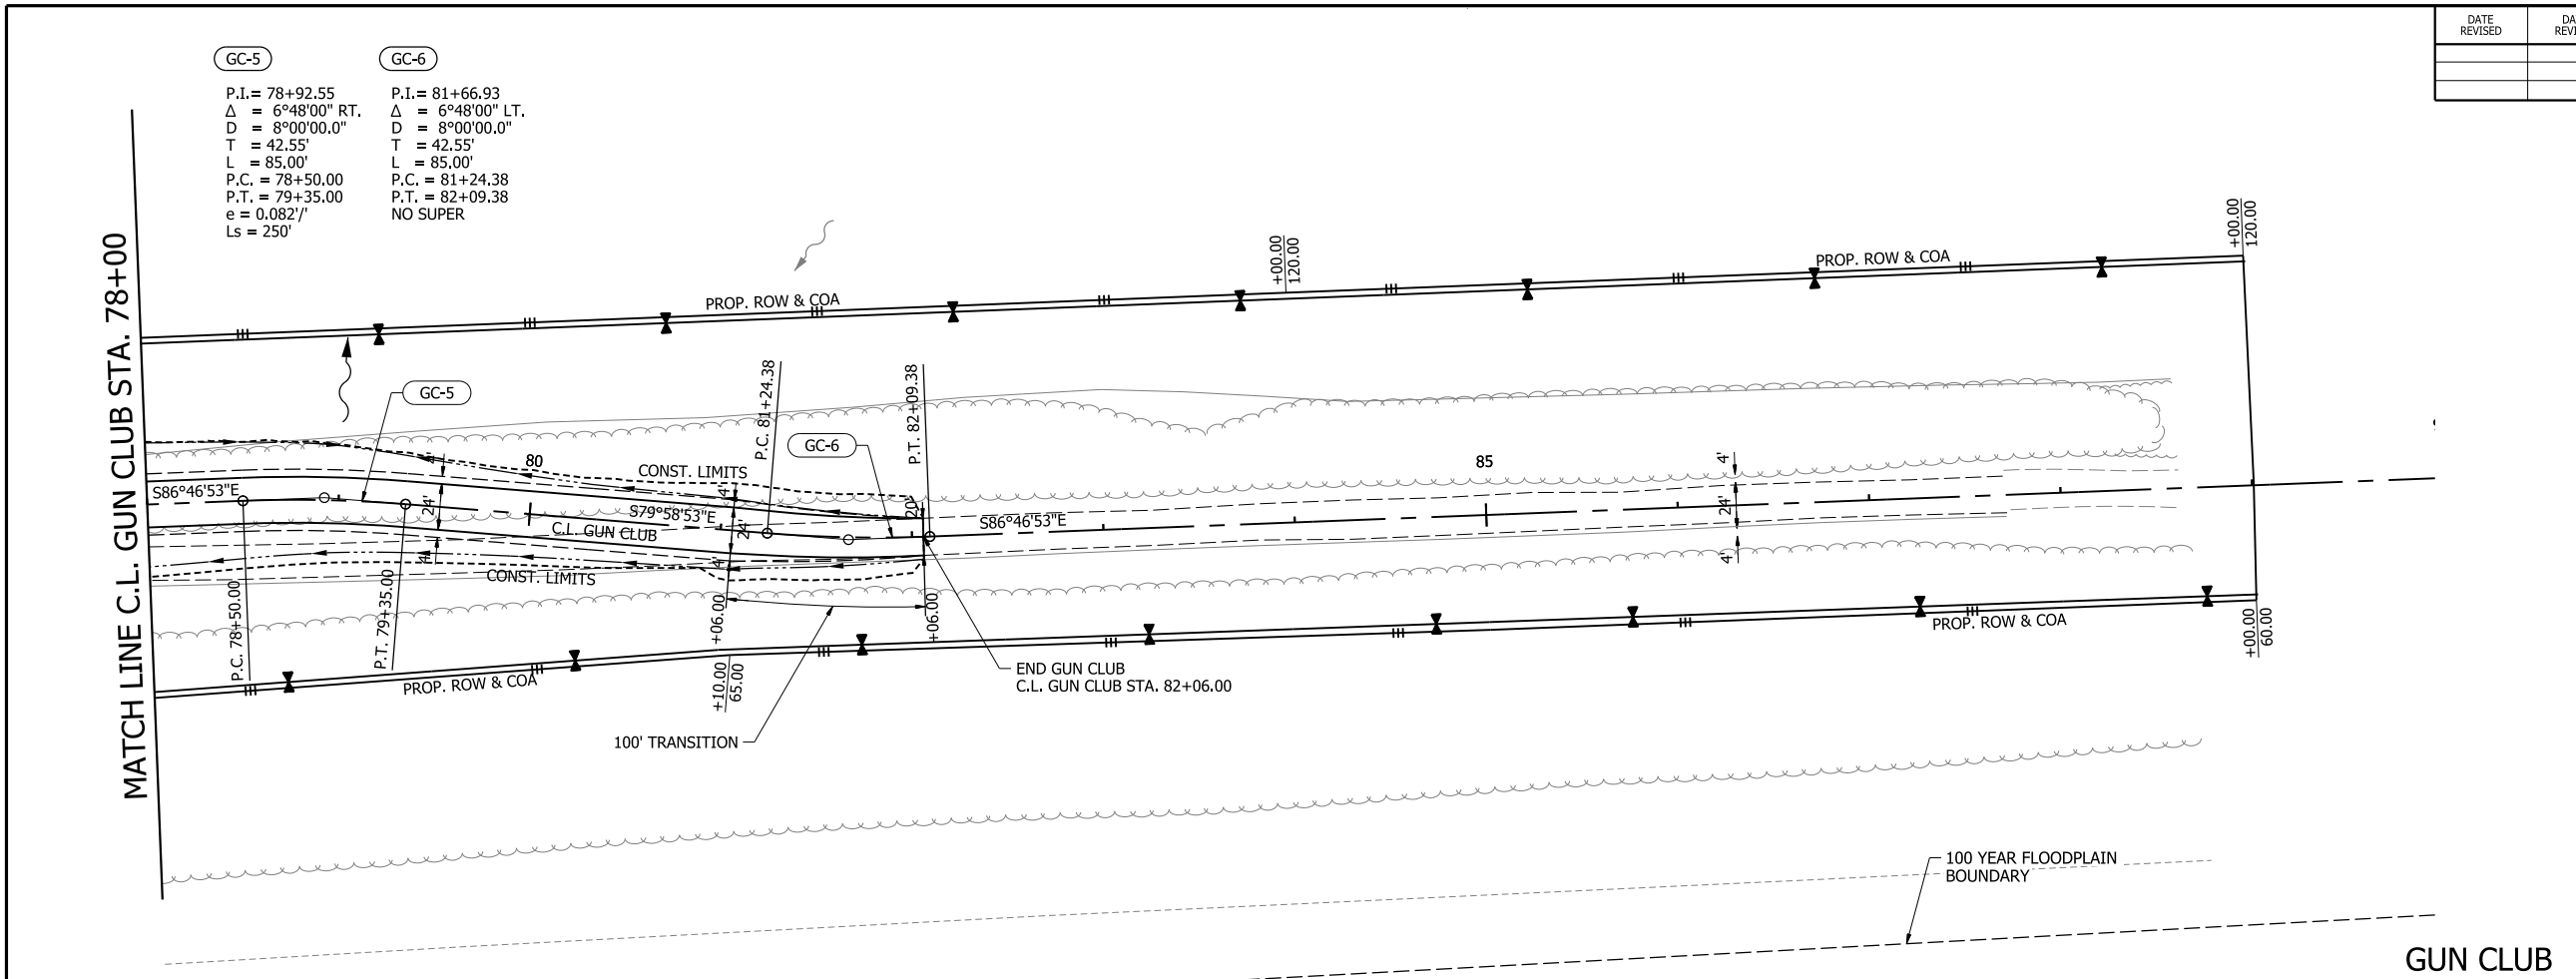 DATE
REVISED
DA
REVI
GC-5
P.I.= 78+92.55
Δ = 6°48'00" RT.
D = 8°00'00.0"
T = 42.55'
L = 85.00'
P.C. = 78+50.00
P.T. = 79+35.00
e = 0.082'/'
Ls = 250'
GC-6
P.I.= 81+66.93
Δ = 6°48'00" LT.
D = 8°00'00.0"
T = 42.55'
L = 85.00'
P.C. = 81+24.38
P.T. = 82+09.38
NO SUPER
MATCH LINE C.L. GUN CLUB STA. 78+00
PROP. ROW & COA
+00.00
120.00
PROP. ROW & COA
+00.00
120.00
GC-5
P.C. 81+24.38
P.T. 82+09.38
GC-6
80
CONST. LIMITS
85
4'
24'
4'
S86°46'53"E
S79°58'53"E
C.L. GUN CLUB
4'
24'
4'
20'
S86°46'53"E
4'
24'
4'
CONST. LIMITS
P.C. 78+50.00
P.T. 79+35.00
+06.00
+06.00
+10.00
65.00
PROP. ROW & COA
END GUN CLUB
C.L. GUN CLUB STA. 82+06.00
100' TRANSITION
PROP. ROW & COA
+00.00
60.00
100 YEAR FLOODPLAIN
BOUNDARY
GUN CLUB